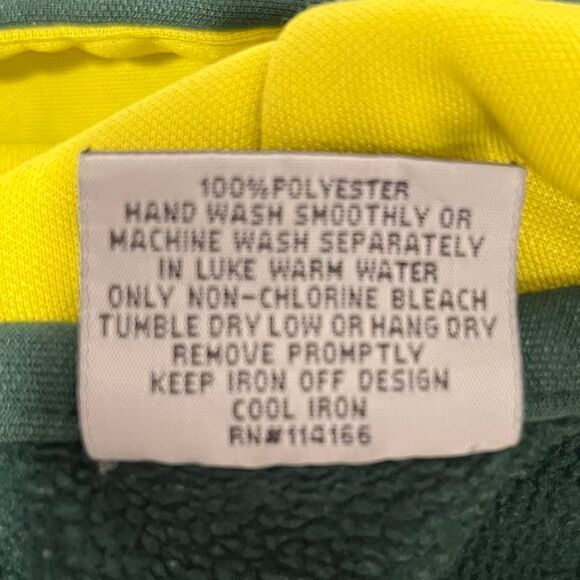 100%POLYESTER
HAND WASH SMOOTHLY OR
MACHINE WASH SEPARATELY
IN LUKE WARM WATER
ONLY NON-CHLORINE BLEACH
TUMBLE DRY LOW OR HANG DRY
REMOVE PROMPTLY
KEEP IRON OFF DESIGN
COOL IRON
RN#114166